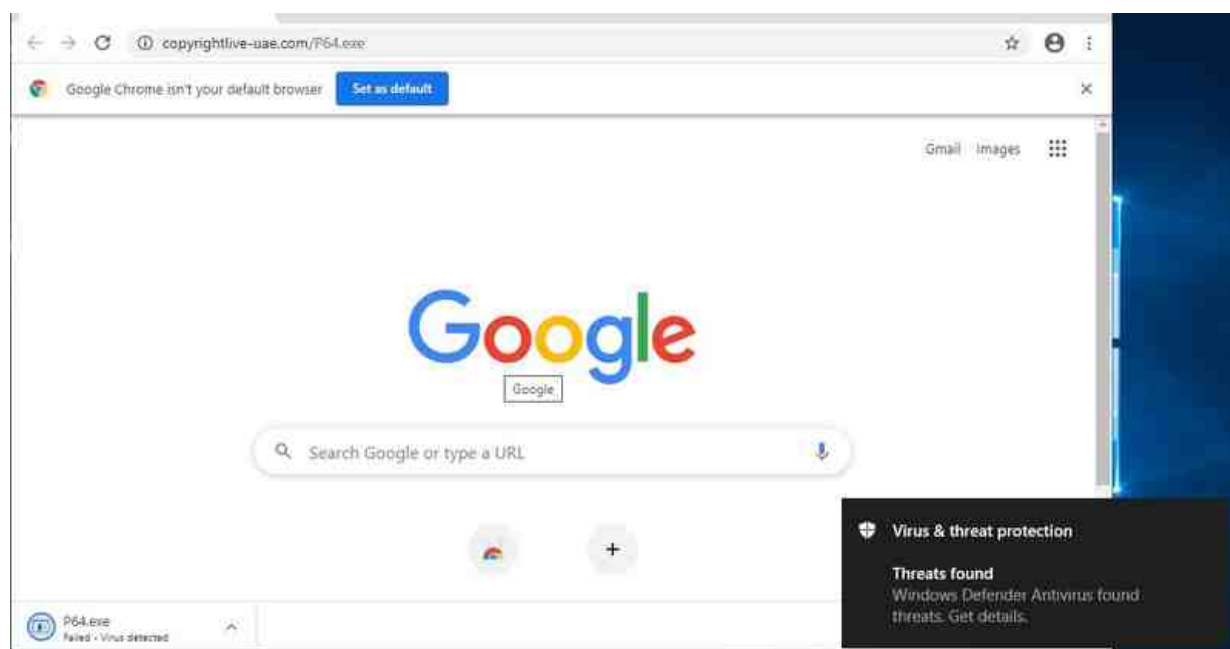 copyrightlive-uae.com/P64.exe
Google Chrome isn't your default browser Set as default
Gmail Images
Google
Google
Search Google or type a URL
Virus & threat protection
Threats found
Windows Defender Antivirus found
threats. Get details.
P64.exe
Failed - Virus detected